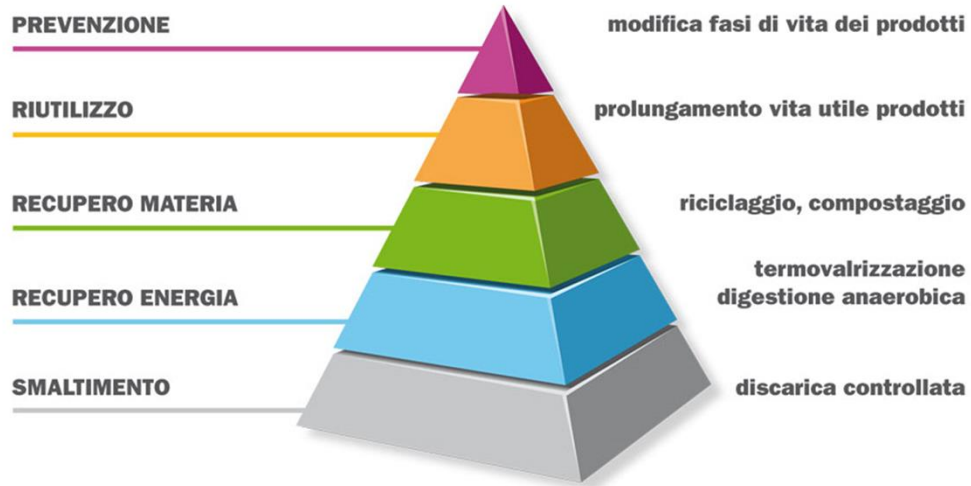 PREVENZIONE
modifica fasi di vita dei prodotti
RIUTILIZZO
prolungamento vita utile prodotti
RECUPERO MATERIA
riciclaggio, compostaggio
RECUPERO ENERGIA
termovalrizzazione
digestione anaerobica
SMALTIMENTO
discarica controllata